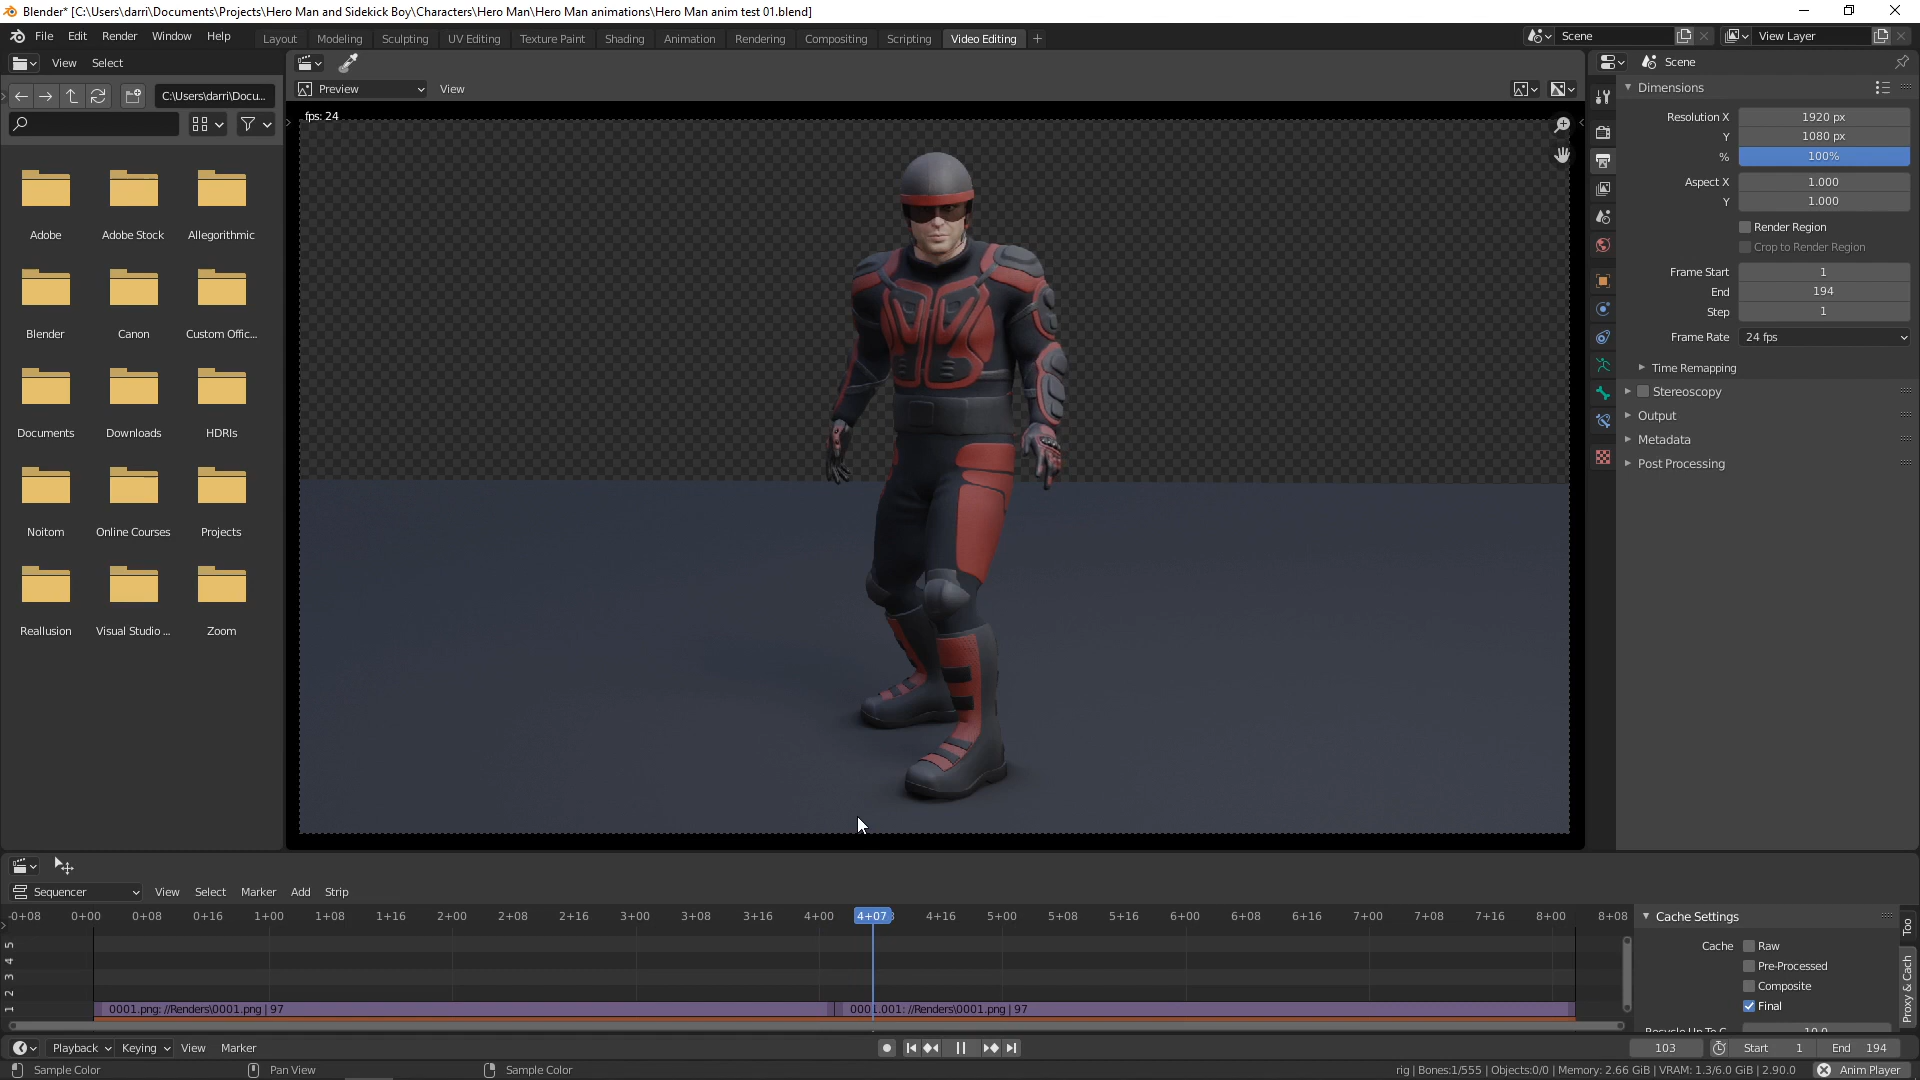 Blender* [C:\Users\darri\Documents\Projects\Hero Man and Sidekick Boy\Characters\Hero Man\Hero Man animations\Hero Man anim test 01.blend]
File Edit Render Window Help Layout Modeling Sculpting UV Editing Texture Paint Shading Animation Rendering Compositing Scripting Video Editing Scene View Layer
View Select
Scene
C:\Users\darri\Docu...
Preview View
Dimensions
fps: 24
Resolution X 1920 px
Y 1080 px
% 100%
Aspect X 1.000
Y 1.000
Render Region
Crop to Render Region
Frame Start 1
End 194
Step 1
Frame Rate 24 fps
Time Remapping
Stereoscopy
Output
Metadata
Post Processing
Adobe Adobe Stock Allegorithmic
Blender Canon Custom Offic...
Documents Downloads HDRIs
Noitom Online Courses Projects
Reallusion Visual Studio ... Zoom
Sequencer View Select Marker Add Strip
-0+08 0+00 0+08 0+16 1+00 1+08 1+16 2+00 2+08 2+16 3+00 3+08 3+16 4+00 4+07 4+16 5+00 5+08 5+16 6+00 6+08 6+16 7+00 7+08 7+16 8+00 8+08
5
4
3
2
1
0001.png: //Renders\0001.png | 97
0001.001: //Renders\0001.png | 97
Cache Settings
Cache Raw
Pre-Processed
Composite
Final
Too
Proxy & Cach
Playback Keying View Marker
103 Start 1 End 194
Sample Color Pan View Sample Color
rig | Bones:1/555 | Objects:0/0 | Memory: 2.66 GiB | VRAM: 1.3/6.0 GiB | 2.90.0 Anim Player